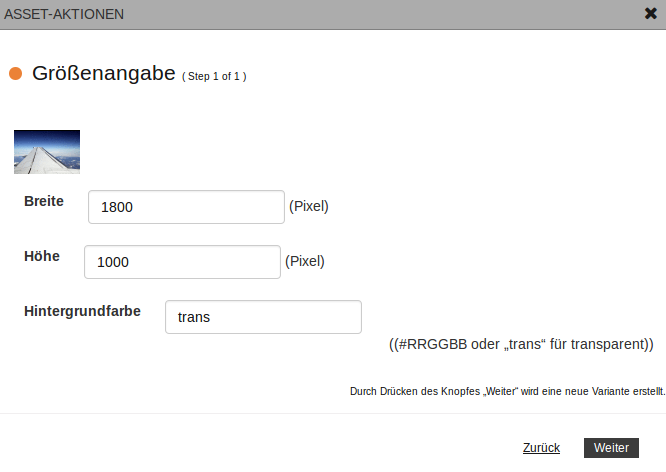 ASSET-AKTIONEN
Größenangabe ( Step 1 of 1 )
Breite 1800 (Pixel)
Höhe 1000 (Pixel)
Hintergrundfarbe trans
((#RRGGBB oder „trans“ für transparent))
Durch Drücken des Knopfes „Weiter“ wird eine neue Variante erstellt.
Zurück Weiter